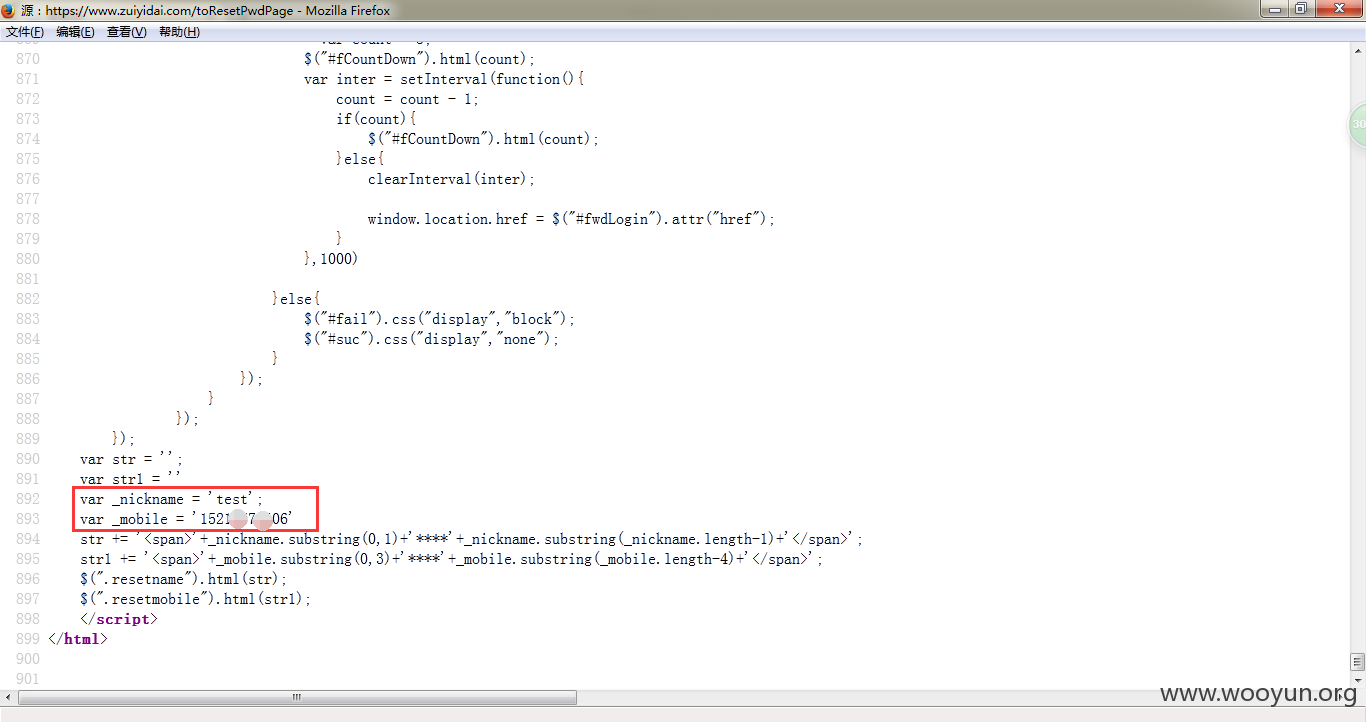 源 : https://www.zuiyidai.com/toResetPwdPage - Mozilla Firefox
文件(F) 编辑(E) 查看(V) 帮助(H)
870 $("#fCountDown").html(count);
871 var inter = setInterval(function(){
872 count = count - 1;
873 if(count){
874 $("#fCountDown").html(count);
875 }else{
876 clearInterval(inter);
877
878 window.location.href = $("#fwdLogin").attr("href");
879 }
880 },1000)
881
882 }else{
883 $("#fail").css("display","block");
884 $("#suc").css("display","none");
885 }
886 });
887 }
888 });
889 });
890 var str = '';
891 var str1 = ''
892 var _nickname = 'test';
893 var _mobile = '1521 7 06'
894 str += '<span>'+_nickname.substring(0,1)+'****'+_nickname.substring(_nickname.length-1)+'</span>';
895 str1 += '<span>'+_mobile.substring(0,3)+'****'+_mobile.substring(_mobile.length-4)+'</span>';
896 $(".resetname").html(str);
897 $(".resetmobile").html(str1);
898 </script>
899 </html>
900
901
30
www.wooyun.org